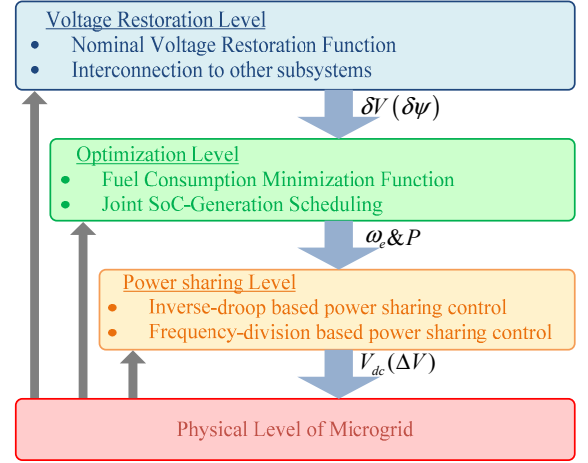 Voltage Restoration Level
• Nominal Voltage Restoration Function
• Interconnection to other subsystems
δV (δψ)
Optimization Level
• Fuel Consumption Minimization Function
• Joint SoC-Generation Scheduling
ωe&P
Power sharing Level
• Inverse-droop based power sharing control
• Frequency-division based power sharing control
Vdc(ΔV)
Physical Level of Microgrid